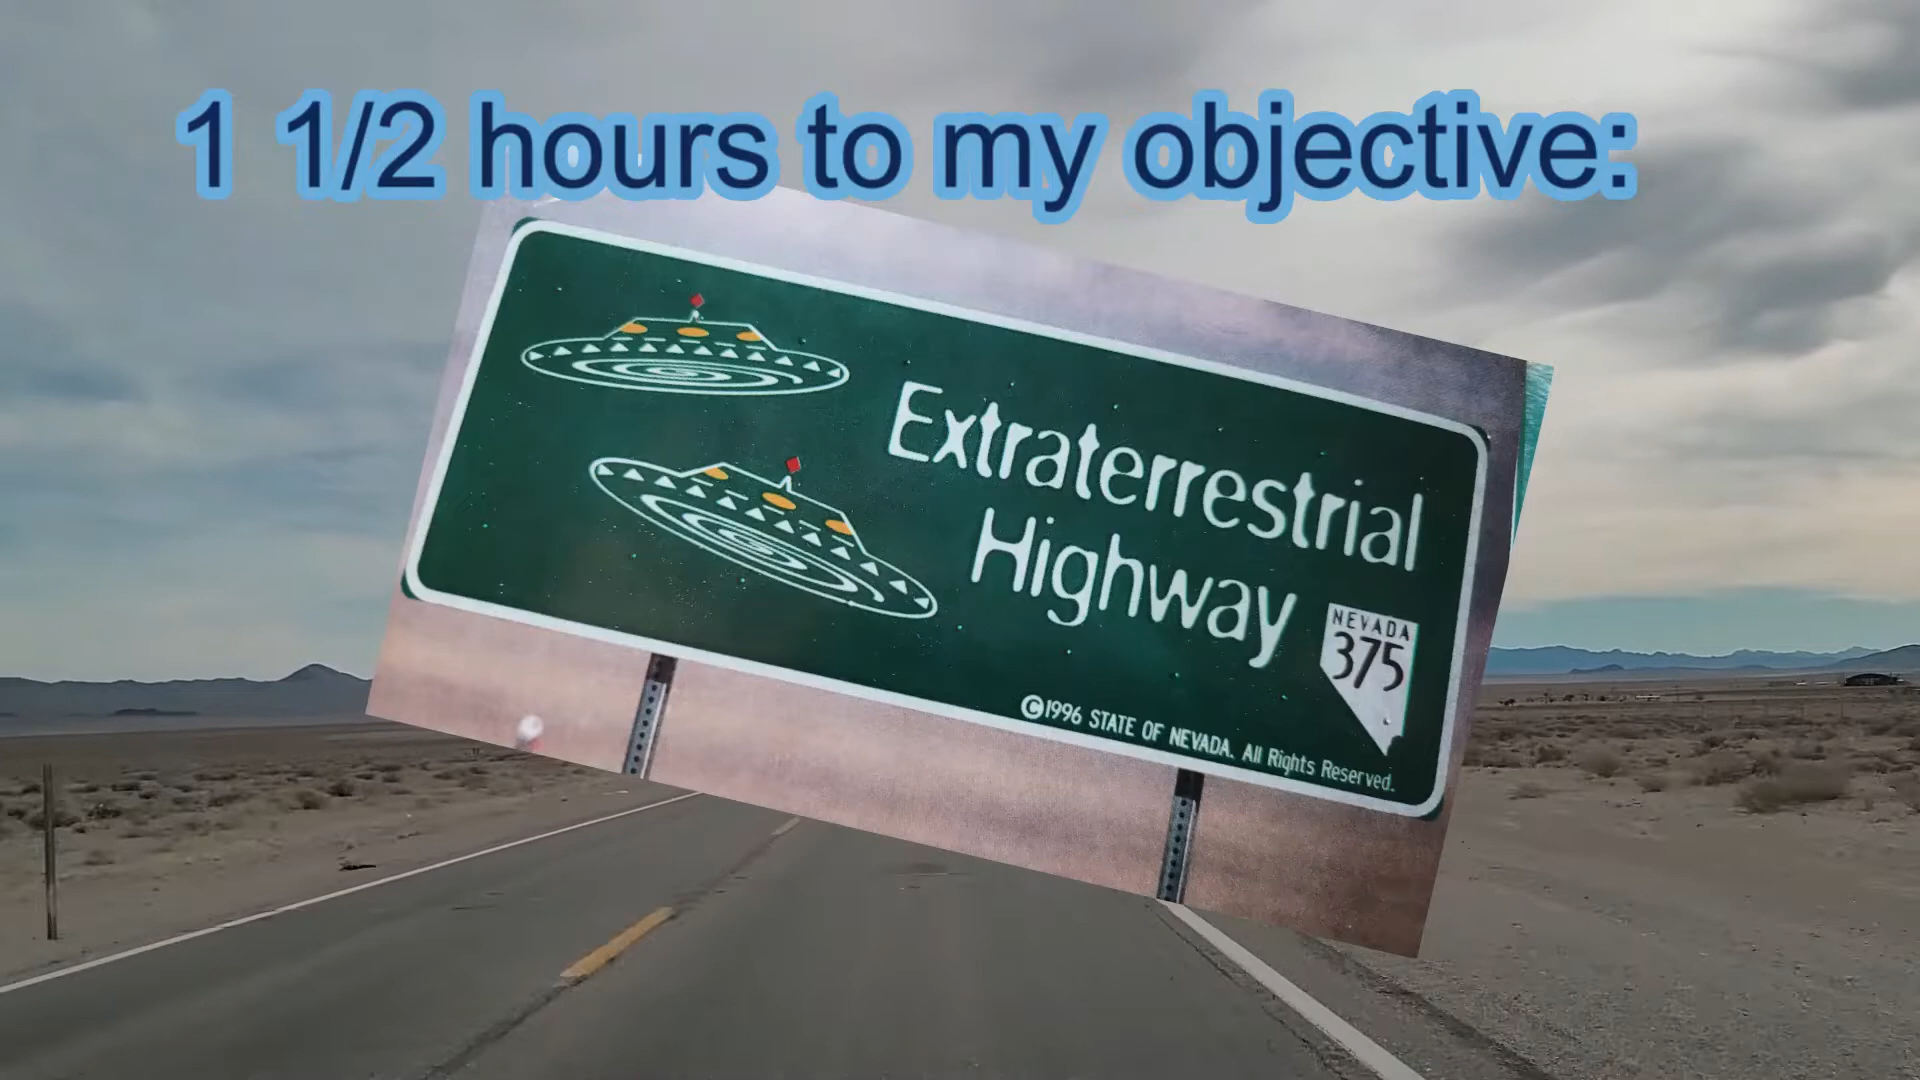 1 1/2 hours to my objective:
Extraterrestrial
Highway
NEVADA
375
©1996 STATE OF NEVADA. All Rights Reserved.